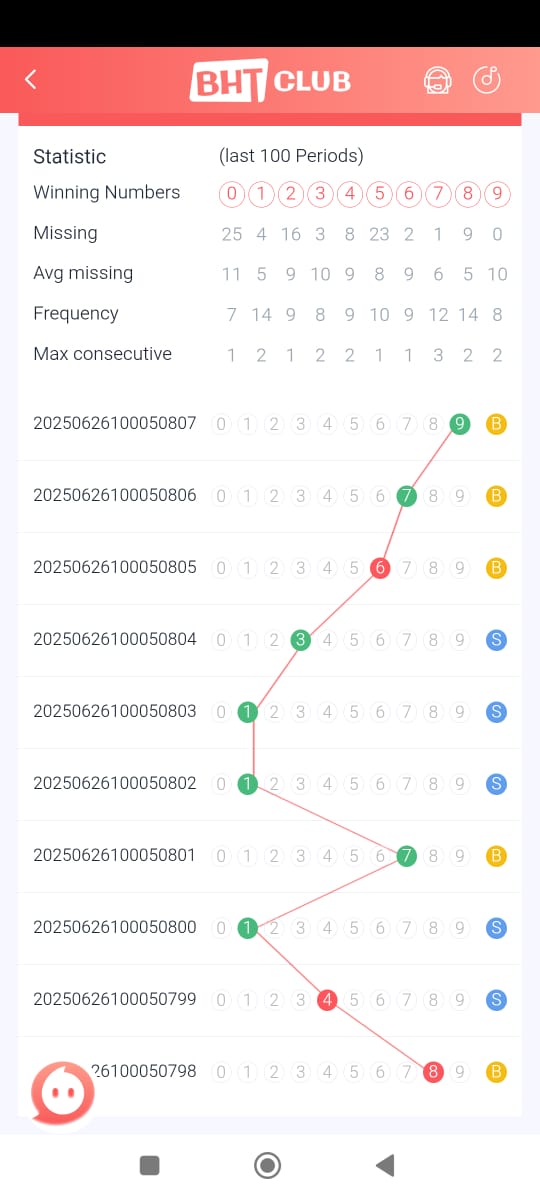 BHT CLUB
Statistic (last 100 Periods)
Winning Numbers 0 1 2 3 4 5 6 7 8 9
Missing 25 4 16 3 8 23 2 1 9 0
Avg missing 11 5 9 10 9 8 9 6 5 10
Frequency 7 14 9 8 9 10 9 12 14 8
Max consecutive 1 2 1 2 2 1 1 3 2 2
20250626100050807 0 1 2 3 4 5 6 7 8 9 B
20250626100050806 0 1 2 3 4 5 6 7 8 9 B
20250626100050805 0 1 2 3 4 5 6 7 8 9 B
20250626100050804 0 1 2 3 4 5 6 7 8 9 S
20250626100050803 0 1 2 3 4 5 6 7 8 9 S
20250626100050802 0 1 2 3 4 5 6 7 8 9 S
20250626100050801 0 1 2 3 4 5 6 7 8 9 B
20250626100050800 0 1 2 3 4 5 6 7 8 9 S
20250626100050799 0 1 2 3 4 5 6 7 8 9 S
26100050798 0 1 2 3 4 5 6 7 8 9 B